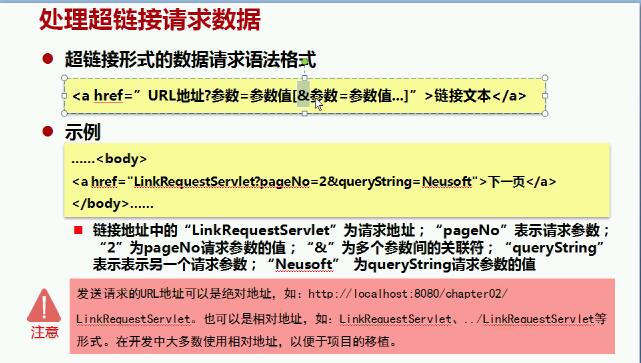 处理超链接请求数据
超链接形式的数据请求语法格式
<a href=”URL地址?参数=参数值[&参数=参数值…]”>链接文本</a>
示例
……<body>
<a href="LinkRequestServlet?pageNo=2&queryString=Neusoft">下一页</a>
</body>……
链接地址中的“LinkRequestServlet”为请求地址；“pageNo”表示请求参数；
“2”为pageNo请求参数的值；“&”为多个参数间的关联符；“queryString”
表示表示另一个请求参数；“Neusoft” 为queryString请求参数的值
发送请求的URL地址可以是绝对地址，如：http://localhost:8080/chapter02/
LinkRequestServlet。也可以是相对地址，如：LinkRequestServlet、../LinkRequestServlet等
形式。在开发中大多数使用相对地址，以便于项目的移植。
注意